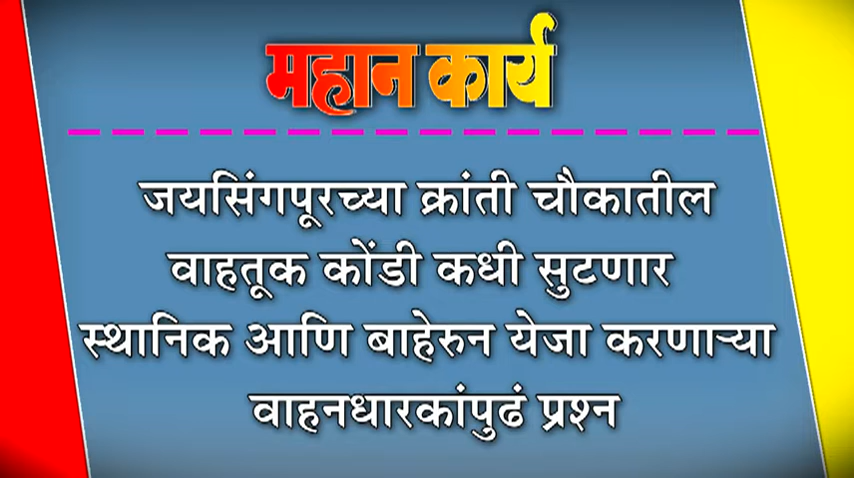 महान कार्य
जयसिंगपूरच्या क्रांती चौकातील
वाहतूक कोंडी कधी सुटणार
स्थानिक आणि बाहेरुन येजा करणाऱ्या
वाहनधारकांपुढं प्रश्न